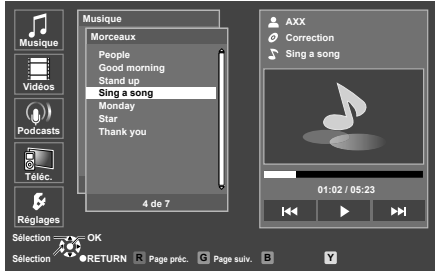 Musique
Vidéos
Podcasts
Téléc.
Réglages
Musique
Morceaux
People
Good morning
Stand up
Sing a song
Monday
Star
Thank you
4 de 7
AXX
Correction
Sing a song
01:02 / 05:23
Sélection OK
Sélection RETURN R Page préc. G Page suiv. B Y